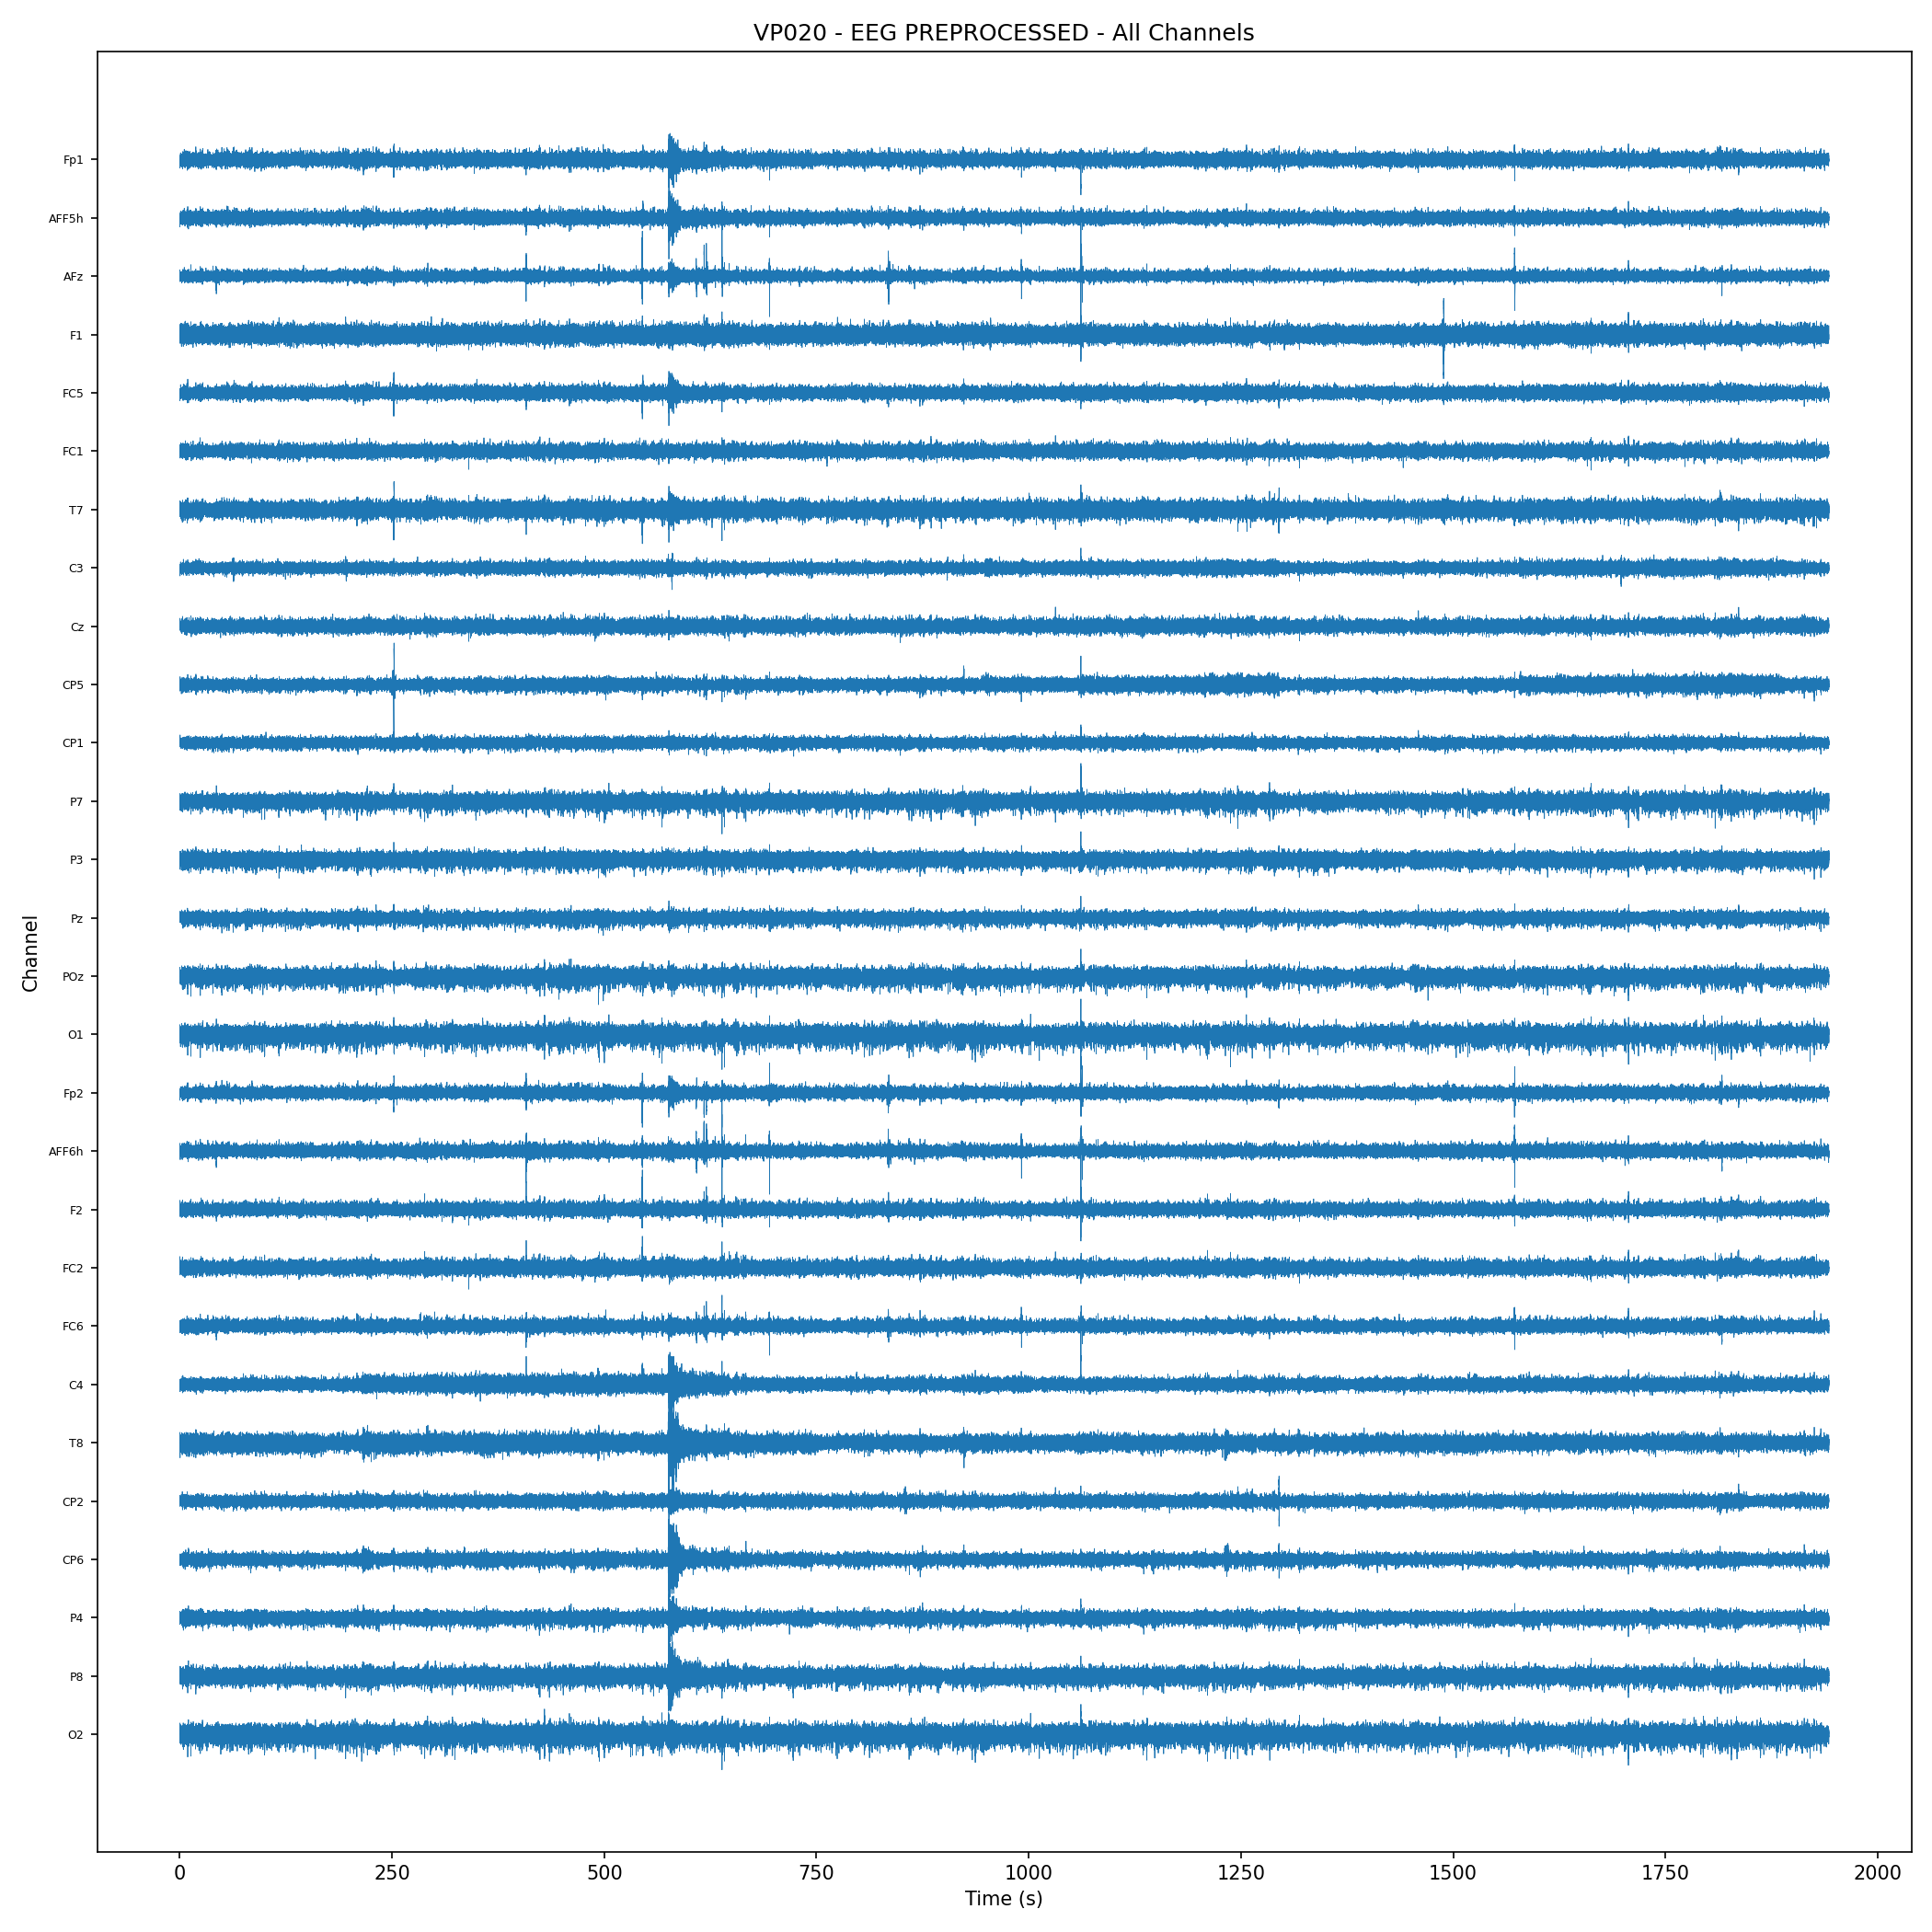 VP020 - EEG PREPROCESSED - All Channels
Fp1
AFF5h
AFz
F1
FC5
FC1
T7
C3
Cz
CP5
CP1
P7
P3
Pz
POz
O1
Fp2
AFF6h
F2
FC2
FC6
C4
T8
CP2
CP6
P4
P8
O2
Channel
0 250 500 750 1000 1250 1500 1750 2000
Time (s)